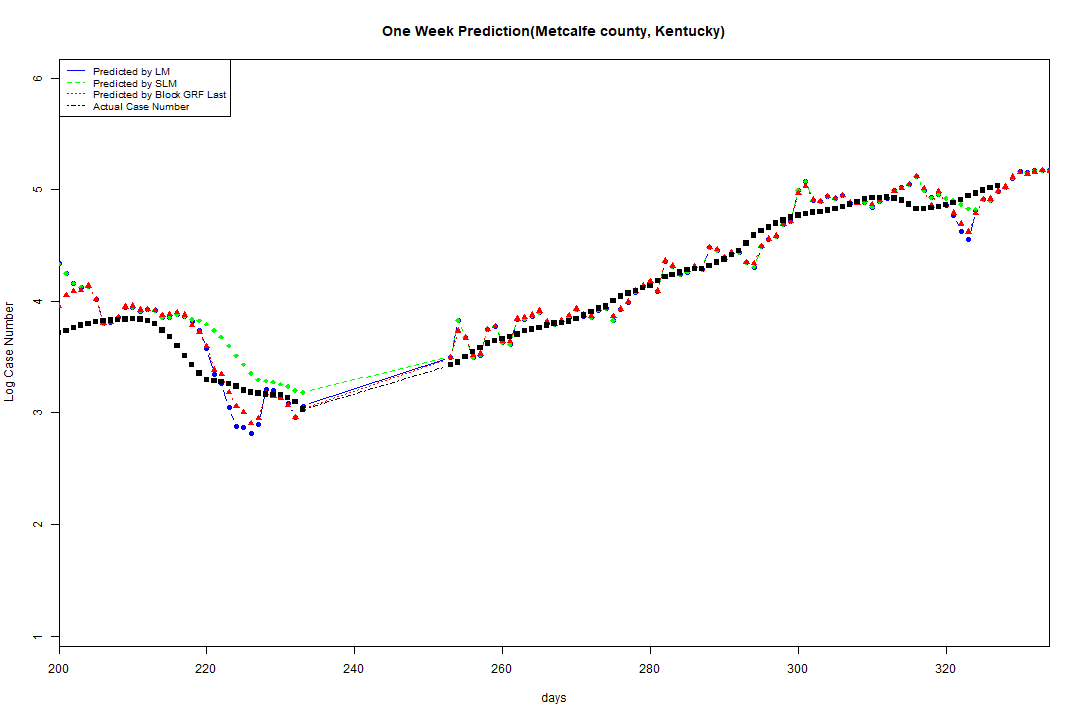 One Week Prediction(Metcalfe county, Kentucky)
Predicted by LM
Predicted by SLM
Predicted by Block GRF Last
Actual Case Number
6
5
4
3
2
1
Log Case Number
200 220 240 260 280 300 320
days